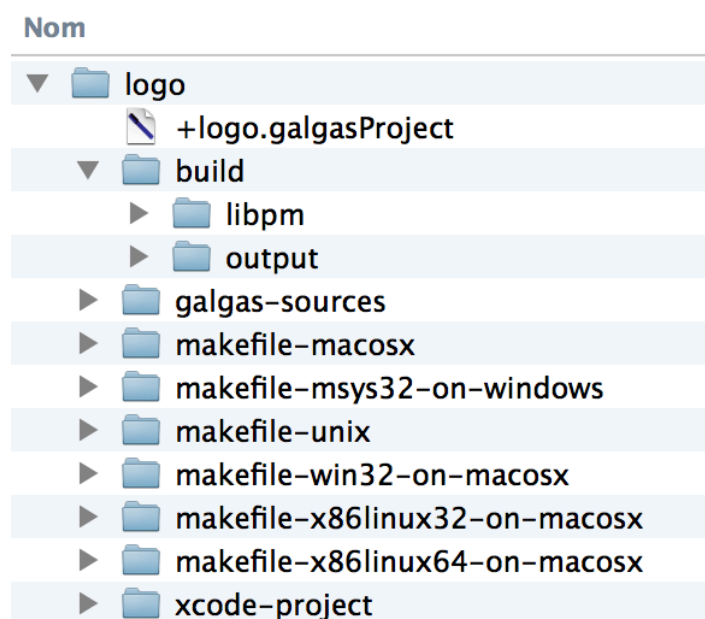 Nom
logo
+logo.galgasProject
build
libpm
output
galgas-sources
makefile-macosx
makefile-msys32-on-windows
makefile-unix
makefile-win32-on-macosx
makefile-x86linux32-on-macosx
makefile-x86linux64-on-macosx
xcode-project